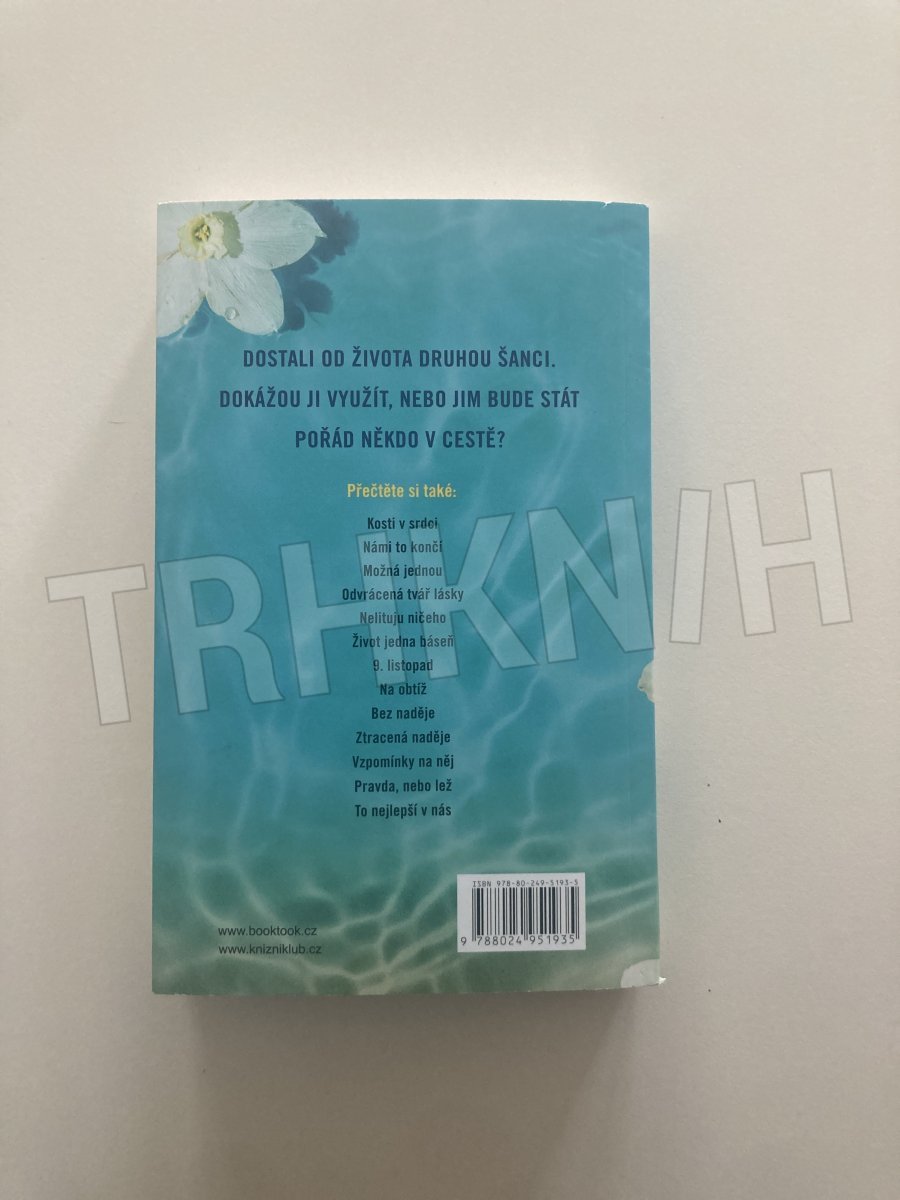 DOSTALI OD ŽIVOTA DRUHOU ŠANCI.
DOKÁŽOU JI VYUŽÍT, NEBO JIM BUDE STÁT
POŘÁD NĚKDO V CESTĚ?
Přečtěte si také:
Kosti v srdci
Námi to končí
Možná jednou
Odvrácená tvář lásky
Nelituju ničeho
Život jedna báseň
9. listopad
Na obtíž
Bez naděje
Ztracená naděje
Vzpomínky na něj
Pravda, nebo lež
To nejlepší v nás
TRHKNIH
www.booktook.cz
www.knizniklub.cz
ISBN 978-80-249-5193-5
9 788024 951935